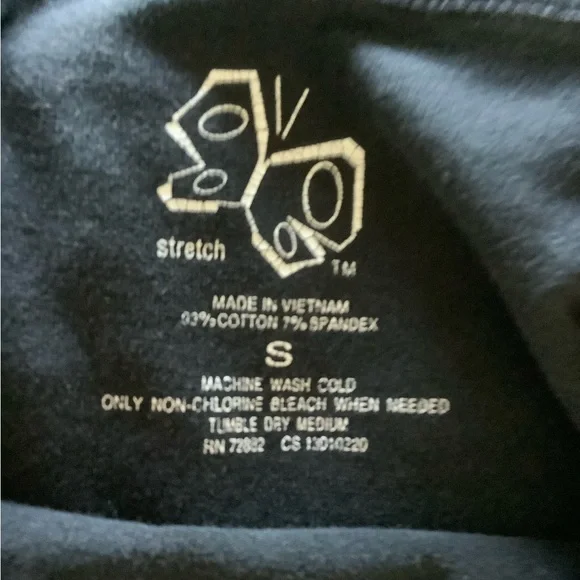 stretch
TM
MADE IN VIETNAM
93% COTTON 7% SPANDEX
S
MACHINE WASH COLD
ONLY NON-CHLORINE BLEACH WHEN NEEDED
TUMBLE DRY MEDIUM
RN 72882 CS 13D10220